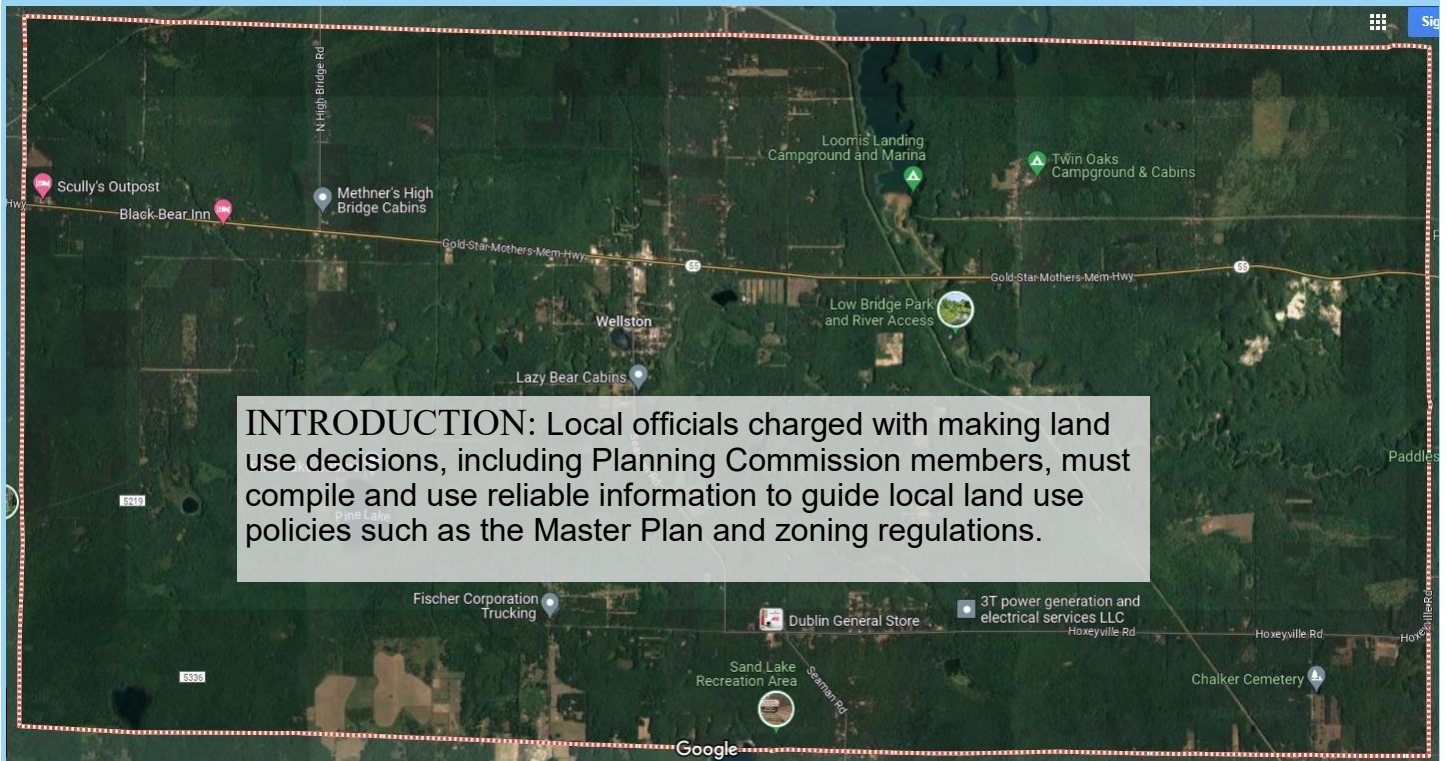 Sig
N High Bridge Rd
Loomis Landing
Campground and Marina
Twin Oaks
Campground & Cabins
Scully's Outpost
Methner's High
Bridge Cabins
Hwy
Black Bear Inn
Gold Star Mothers Mem Hwy
55
Gold Star Mothers Mem Hwy
55
Low Bridge Park
and River Access
Wellston
Lazy Bear Cabins
INTRODUCTION: Local officials charged with making land
use decisions, including Planning Commission members, must
compile and use reliable information to guide local land use
policies such as the Master Plan and zoning regulations.
Paddles
5219
Pine Lake
Fischer Corporation
Trucking
Dublin General Store
3T power generation and
electrical services LLC
Hoxeyville Rd
Hoxeyville Rd
Sand Lake
Recreation Area
Seaman Rd
5336
Chalker Cemetery
Google